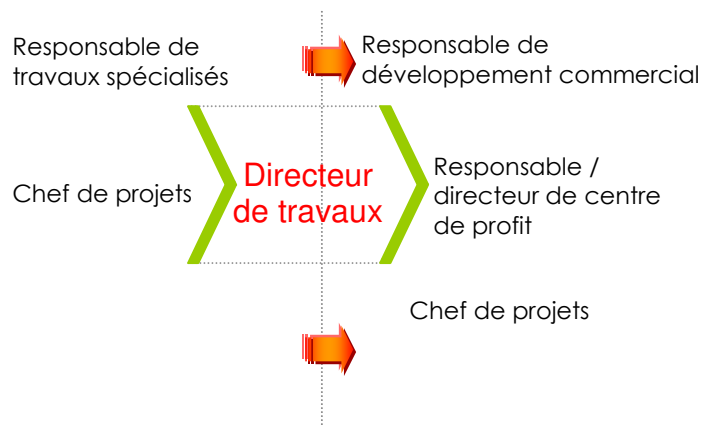 Responsable de
travaux spécialisés
Responsable de
développement commercial
Chef de projets
Directeur
de travaux
Responsable /
directeur de centre
de profit
Chef de projets